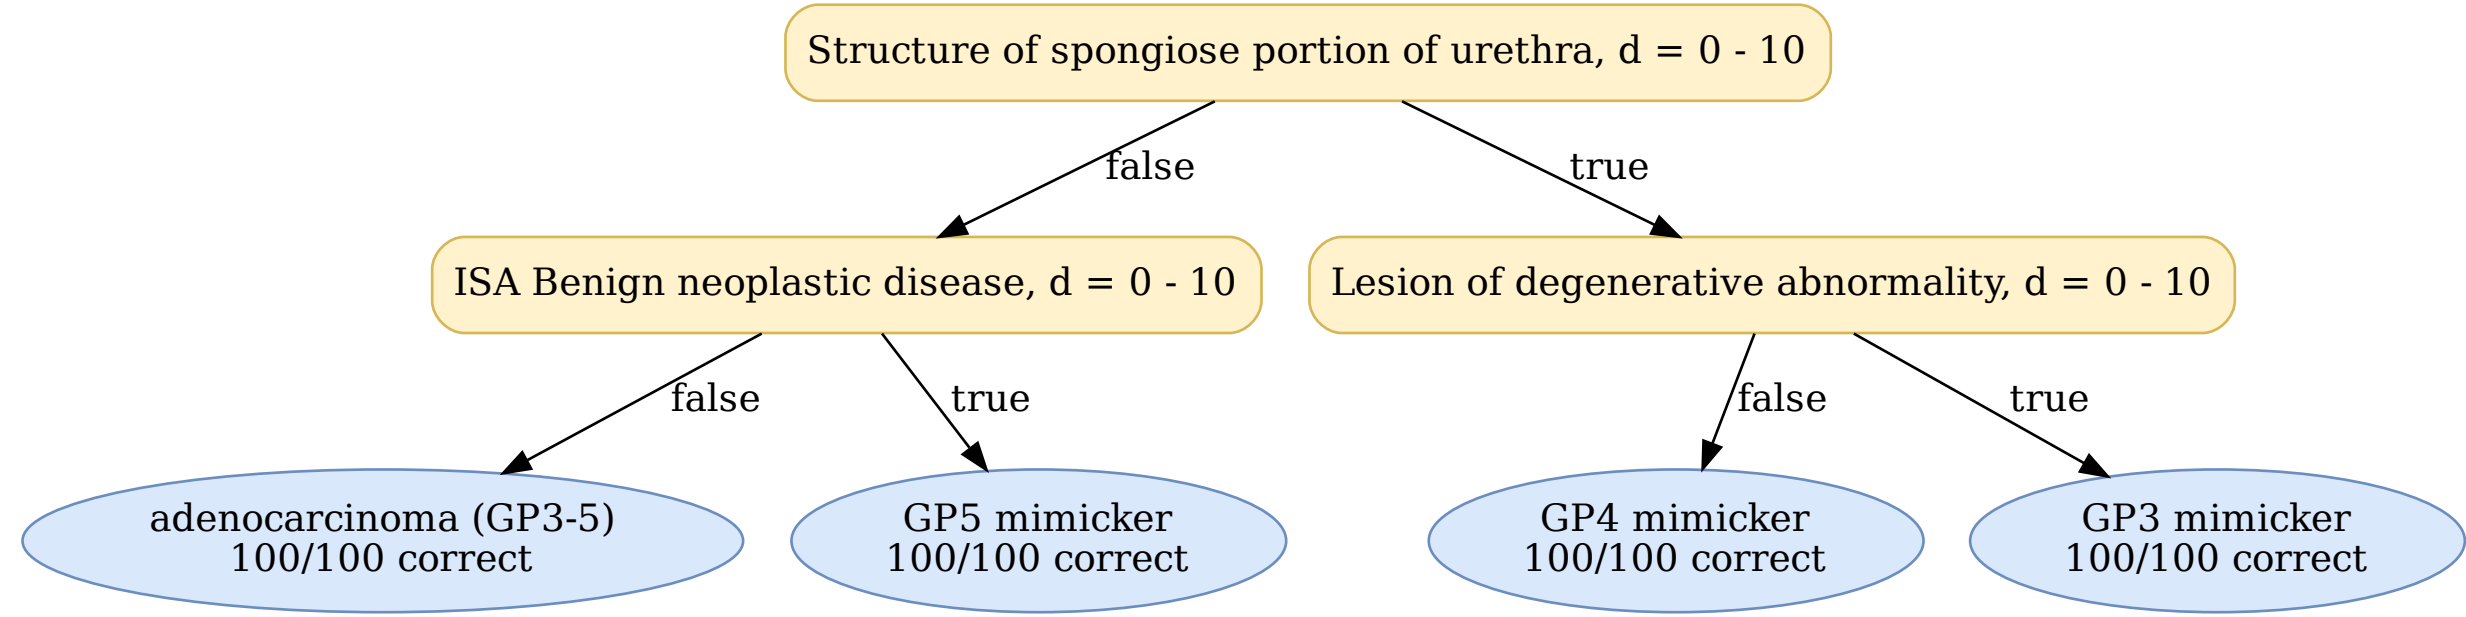 Structure of spongiose portion of urethra, d = 0 - 10
false
true
ISA Benign neoplastic disease, d = 0 - 10
Lesion of degenerative abnormality, d = 0 - 10
false
true
false
true
adenocarcinoma (GP3-5)
100/100 correct
GP5 mimicker
100/100 correct
GP4 mimicker
100/100 correct
GP3 mimicker
100/100 correct